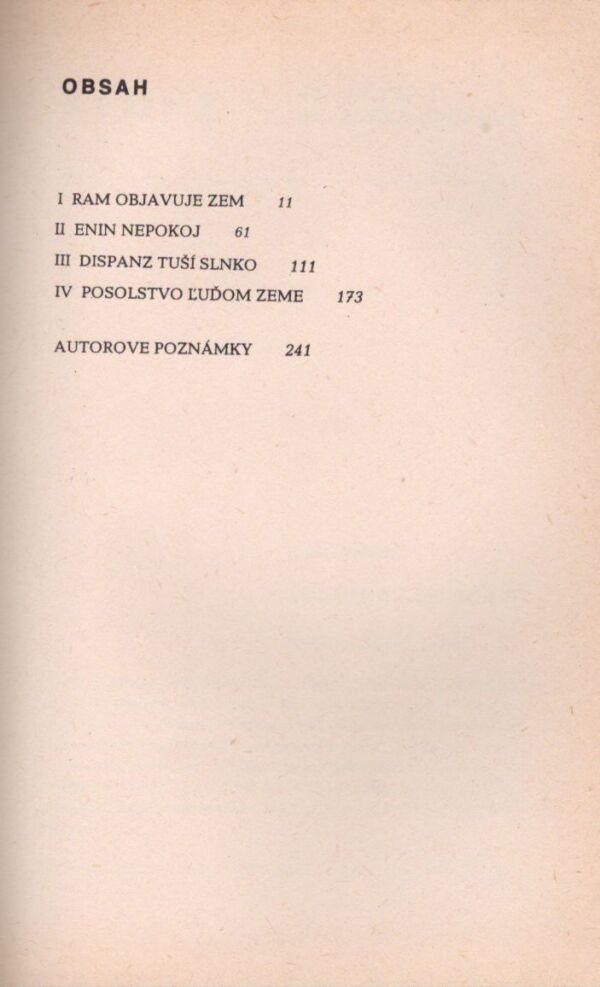 OBSAH
I RAM OBJAVUJE ZEM 11
II ENIN NEPOKOJ 61
III DISPANZ TUŠÍ SLNKO 111
IV POSOLSTVO ĽUĎOM ZEME 173
AUTOROVE POZNÁMKY 241